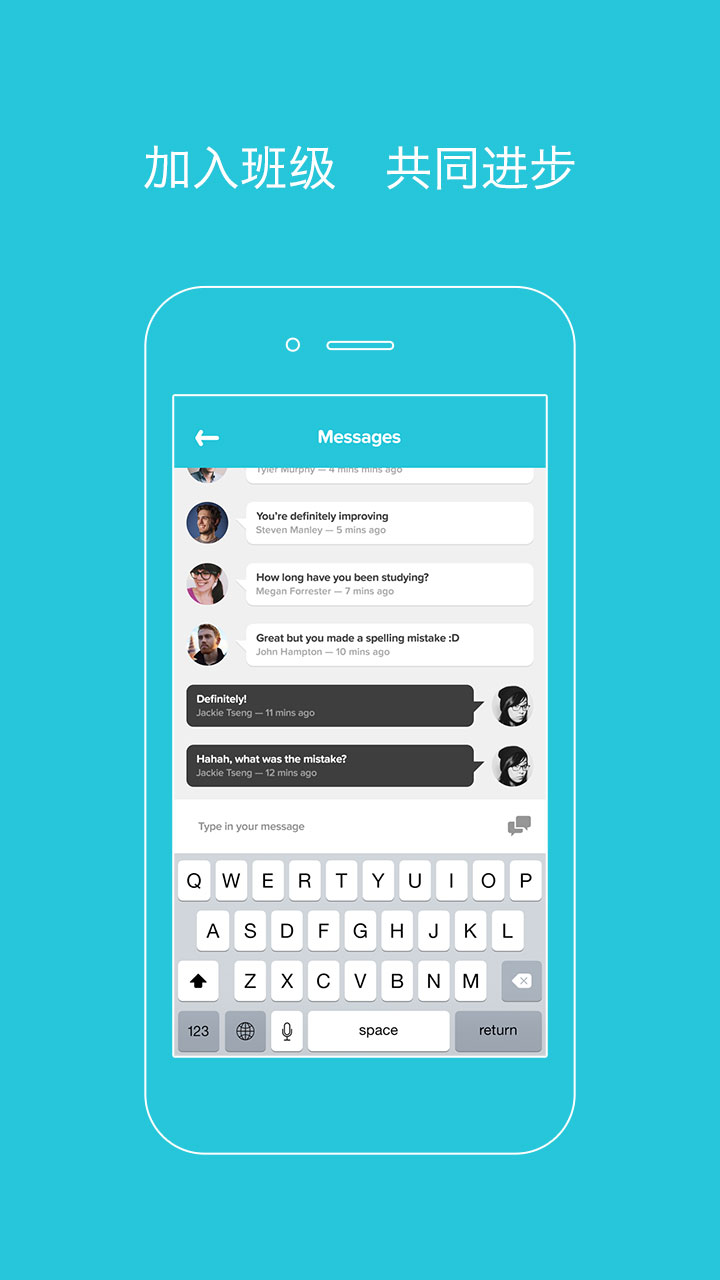 加入班级 共同进步
Messages
Tyler Murphy — 4 mins mins ago
You're definitely improving
Steven Manley — 5 mins ago
How long have you been studying?
Megan Forrester — 7 mins ago
Great but you made a spelling mistake :D
John Hampton — 10 mins ago
Definitely!
Jackie Tseng — 11 mins ago
Hahah, what was the mistake?
Jackie Tseng — 12 mins ago
Type in your message
Q W E R T Y U I O P
A S D F G H J K L
Z X C V B N M
123 space return